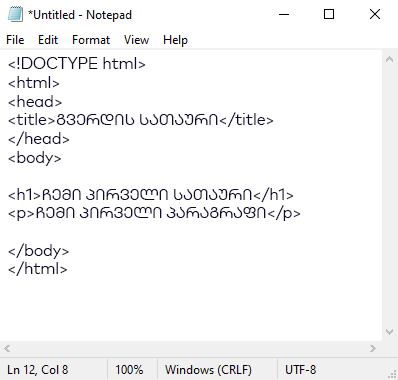 *Untitled - Notepad
File Edit Format View Help
<!DOCTYPE html>
<html>
<head>
<title>გვერდის სათაური</title>
</head>
<body>
<h1>ჩემი პირველი სათაური</h1>
<p>ჩემი პირველი პარაგრაფი</p>
</body>
</html>
Ln 12, Col 8 100% Windows (CRLF) UTF-8